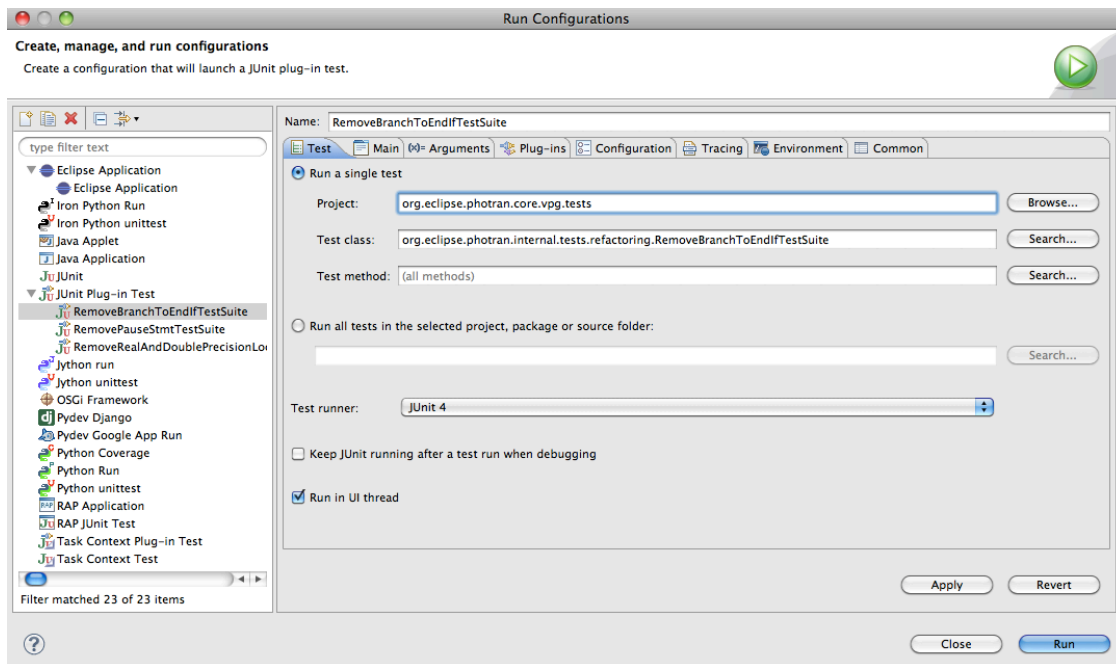 Run Configurations
Create, manage, and run configurations
Create a configuration that will launch a JUnit plug-in test.
type filter text
Eclipse Application
Eclipse Application
Iron Python Run
Iron Python unittest
Java Applet
Java Application
JUnit
JUnit Plug-in Test
RemoveBranchToEndIfTestSuite
RemovePauseStmtTestSuite
RemoveRealAndDoublePrecisionLo
Jython run
Jython unittest
OSGi Framework
Pydev Django
Pydev Google App Run
Python Coverage
Python Run
Python unittest
RAP Application
RAP JUnit Test
Task Context Plug-in Test
Task Context Test
Filter matched 23 of 23 items
Name: RemoveBranchToEndIfTestSuite
Test Main (x)= Arguments Plug-ins Configuration Tracing Environment Common
Run a single test
Project: org.eclipse.photran.core.vpg.tests Browse...
Test class: org.eclipse.photran.internal.tests.refactoring.RemoveBranchToEndIfTestSuite Search...
Test method: (all methods) Search...
Run all tests in the selected project, package or source folder:
Search...
Test runner: JUnit 4
Keep JUnit running after a test run when debugging
Run in UI thread
Apply Revert
? Close Run